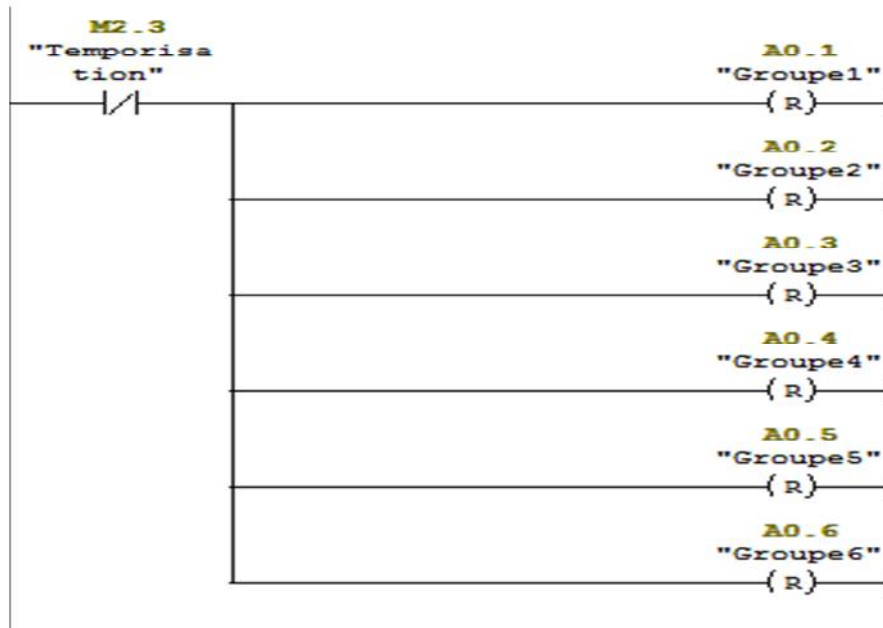 M2.3
"Temporisa
tion"
A0.1
"Groupe1"
(R)
A0.2
"Groupe2"
(R)
A0.3
"Groupe3"
(R)
A0.4
"Groupe4"
(R)
A0.5
"Groupe5"
(R)
A0.6
"Groupe6"
(R)